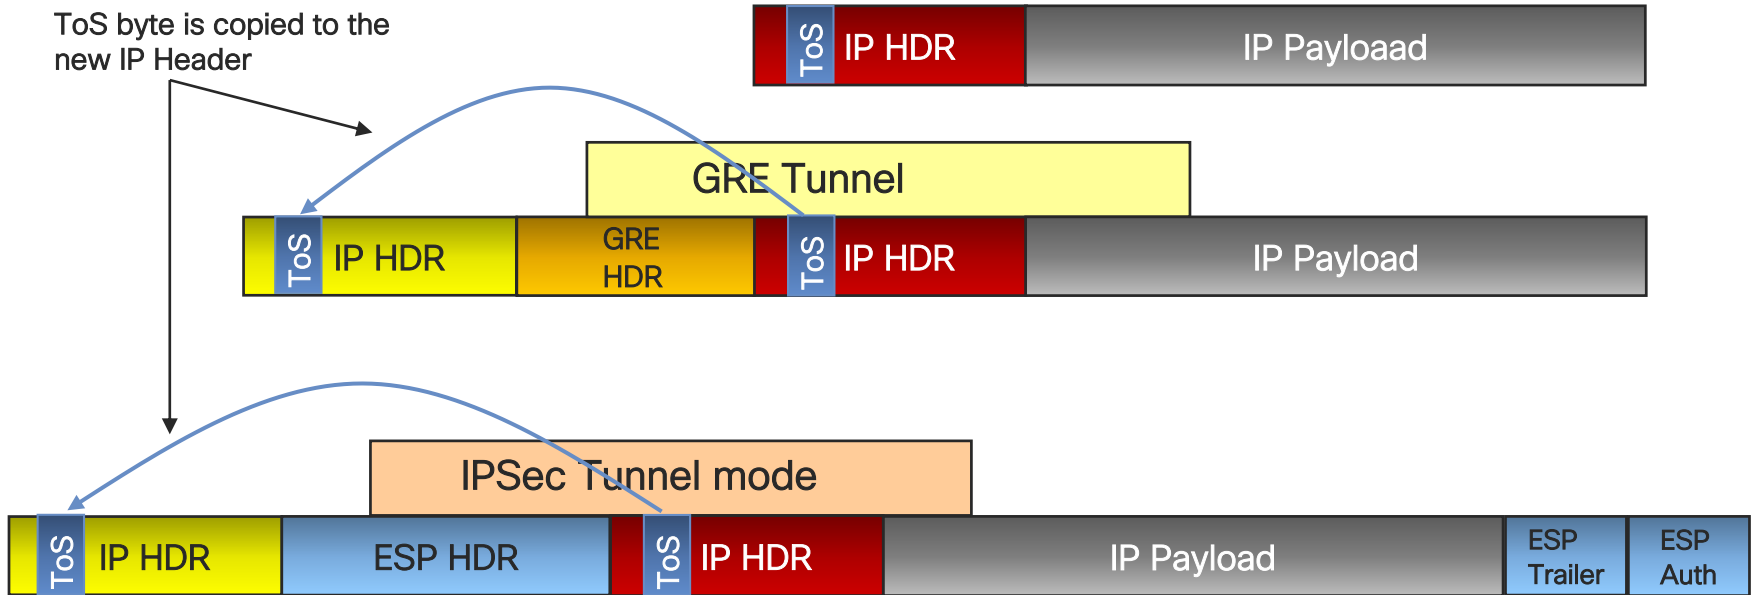 ToS byte is copied to the
new IP Header
ToS IP HDR IP Payloaad
GRE Tunnel
ToS IP HDR GRE HDR ToS IP HDR IP Payload
IPSec Tunnel mode
ToS IP HDR ESP HDR ToS IP HDR IP Payload ESP Trailer ESP Auth